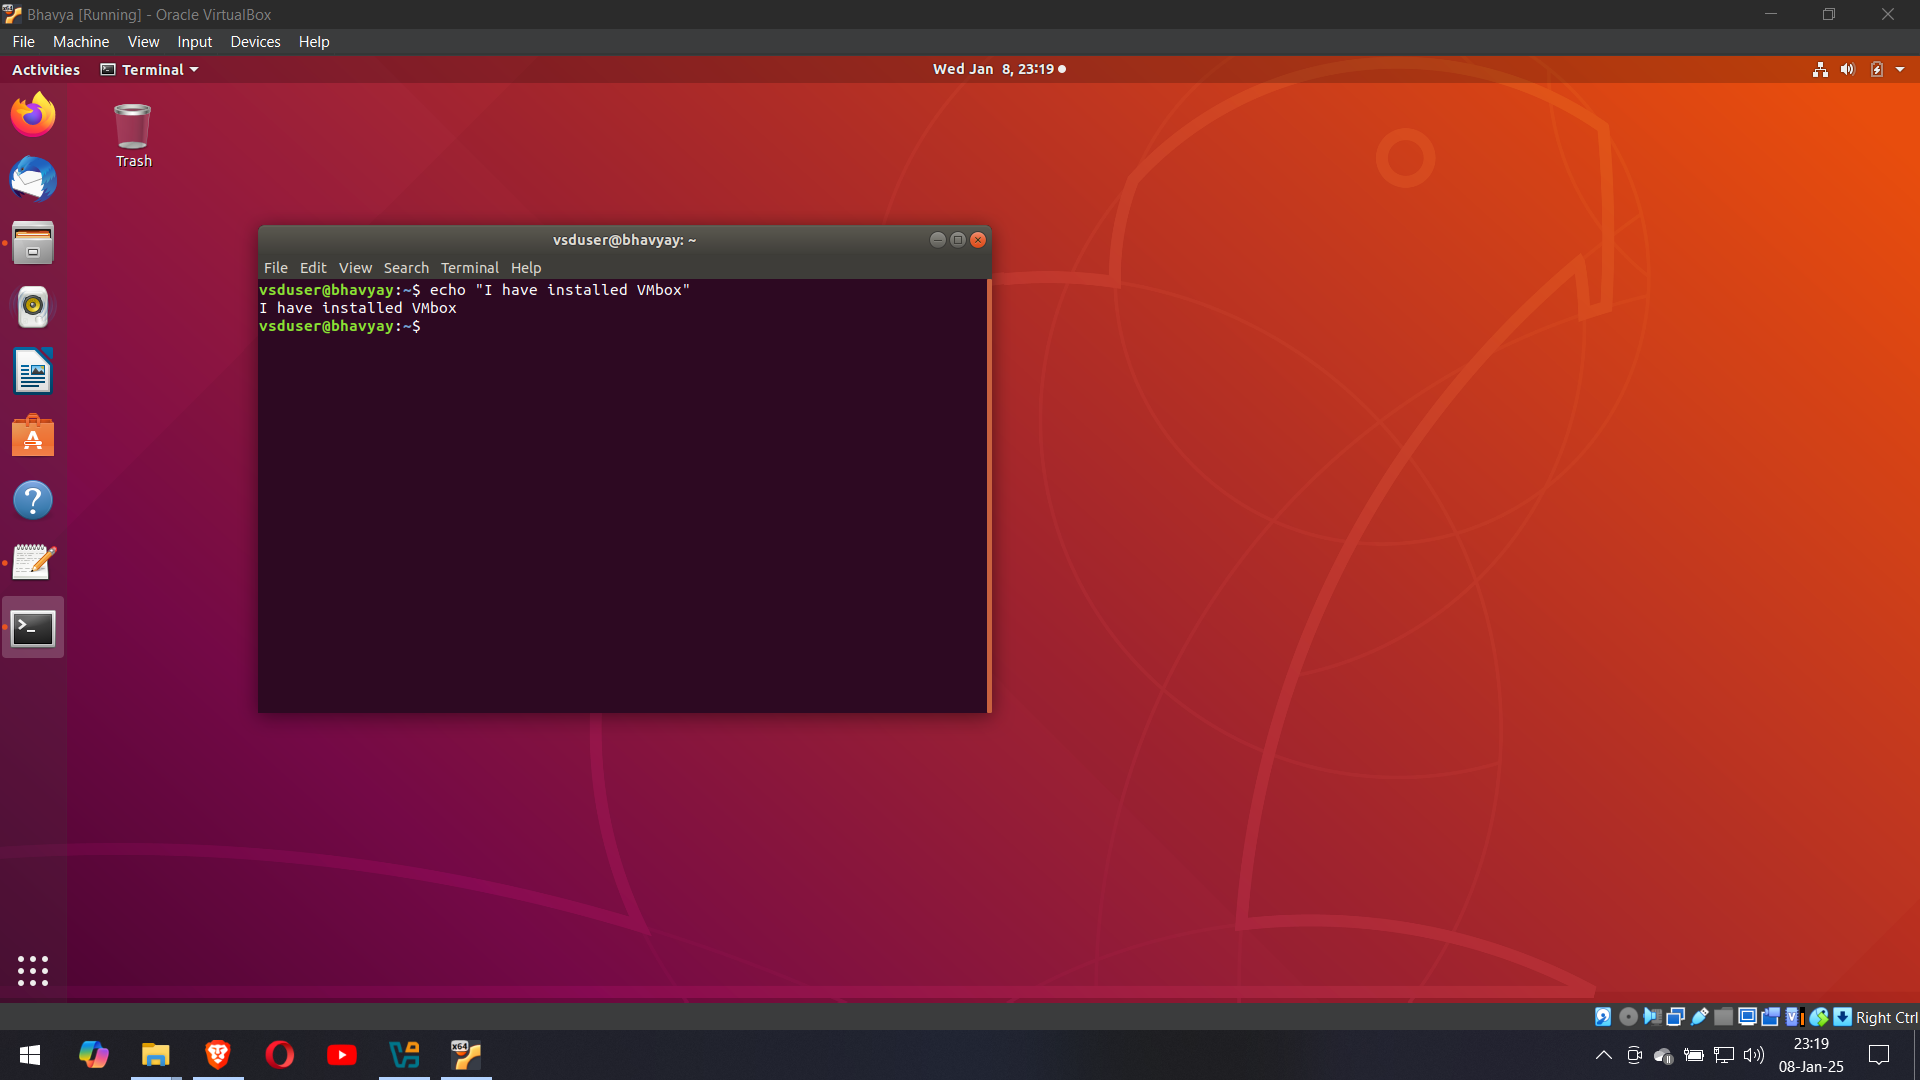 Bhavya [Running] - Oracle VirtualBox
File Machine View Input Devices Help
Activities Terminal Wed Jan 8, 23:19
Trash
vsduser@bhavyay: ~
File Edit View Search Terminal Help
vsduser@bhavyay:~$ echo "I have installed VMbox"
I have installed VMbox
vsduser@bhavyay:~$
Right Ctrl
x64
23:19
08-Jan-25